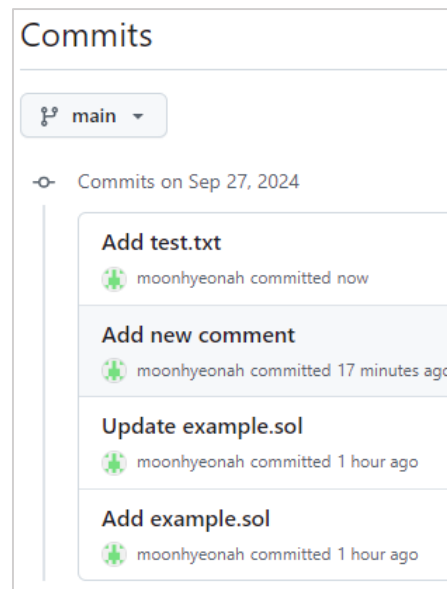 Commits
main
Commits on Sep 27, 2024
Add test.txt
moonhyeonah committed now
Add new comment
moonhyeonah committed 17 minutes ago
Update example.sol
moonhyeonah committed 1 hour ago
Add example.sol
moonhyeonah committed 1 hour ago